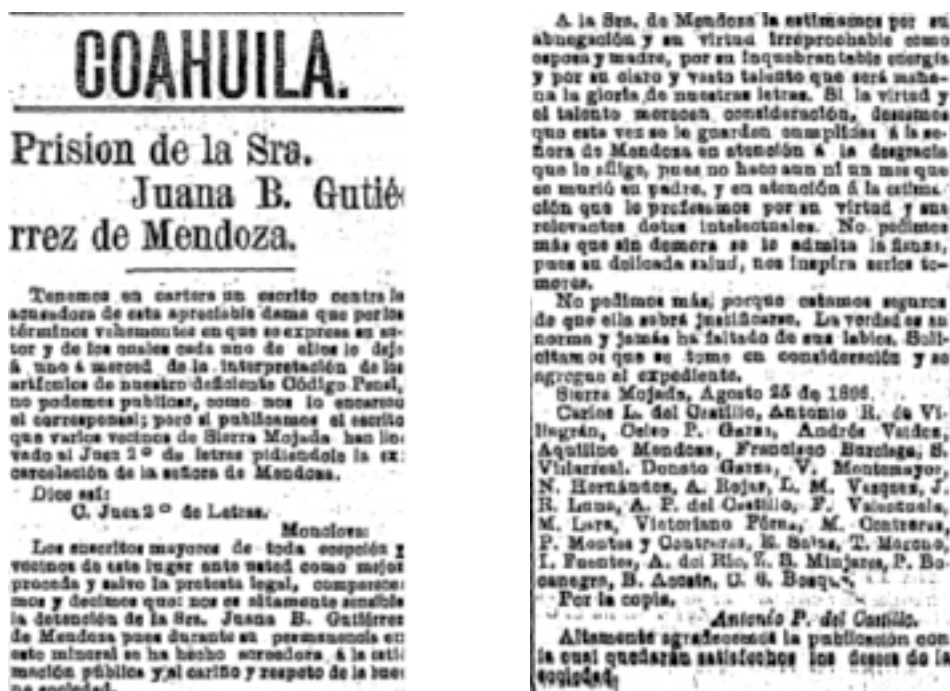 COAHUILA.
Prision de la Sra.
Juana B. Gutié
rrez de Mendoza.
Tenemos en cartera un escrito contra la
acusadora de esta apreciable dama que por los
términos vehementes en que se expresa su au-
tor y de los cuales cada uno de ellos lo deja
á uno á merced de la interpretación de los
artículos de nuestro deficiente Código Penal,
no podemos publicar, como nos lo encarga
el corresponsal; pero si publicamos el escrito
que varios vecinos de Sierra Mojada han lle
vado al Juez 2º de letras pidiéndole la ex:
carcelación de la señora de Mendoza.
Dice así:
C. Juez 2º de Letras.
Monclova:
Los suscritos mayores de toda excepción y
vecinos de este lugar ante usted como mejor
proceda y salvo la protesta legal, comparece
mos y decimos que: nos es altamente sensible
la detención de la Sra. Juana B. Gutiérrez
de Mendoza pues durante su permanencia en
este mineral se ha hecho acreedora á la esti
mación pública y al cariño y respeto de la bue
na sociedad.
A la Sra. de Mendoza la estimamos por su
abnegación y su virtud irreprochable como
esposa y madre, por su inquebrantable energía
y por su claro y vasto talento que será maña-
na la gloria de nuestras letras. Si la virtud y
el talento merecen consideración, deseamos
que esta vez se le guarden cumplidas á la se-
ñora de Mendoza en atención á la desgracia
que la aflige, pues no hace aun ni un mes que
se murió su padre, y en atención á la estima-
ción que le profesamos por su virtud y sus
relevantes dotes intelectuales. No pedimos
más que sin demora se le admita la fianza,
pues su delicada salud, nos inspira serios te-
mores.
No pedimos más, porque estamos seguros
de que ella sabrá justificarse. La verdad es su
norma y jamás ha faltado de sus labios. Soli-
citamos que se tome en consideración y se
agregue al expediente.
Sierra Mojada, Agosto 25 de
Carlos L. del Castillo, Antonio R. de Vi-
llagrán, Celso P. Garza, Andrés Valdez,
Aquilino Mendoza, Francisco Barciaga, S.
Vidarreal. Donato Garza, V. Montemayor,
N. Hernández, A. Rojas, L. M. Vasques, J.
R. Luna, A. P. del Castillo, F. Valenzuela,
M. Lara, Victoriano M. Contreras,
P. Montes y Contreras, E. Salas, T. Moreno,
I. Fuentes, A. del Rio, Z. B. Minjares, P. Bo-
canegra, B. Acosta, U. G.
Por la copia.
Antonio P. del Castillo.
Altamente agradecemos la publicación con
la cual quedarán satisfechos los deseos de la
sociedad.